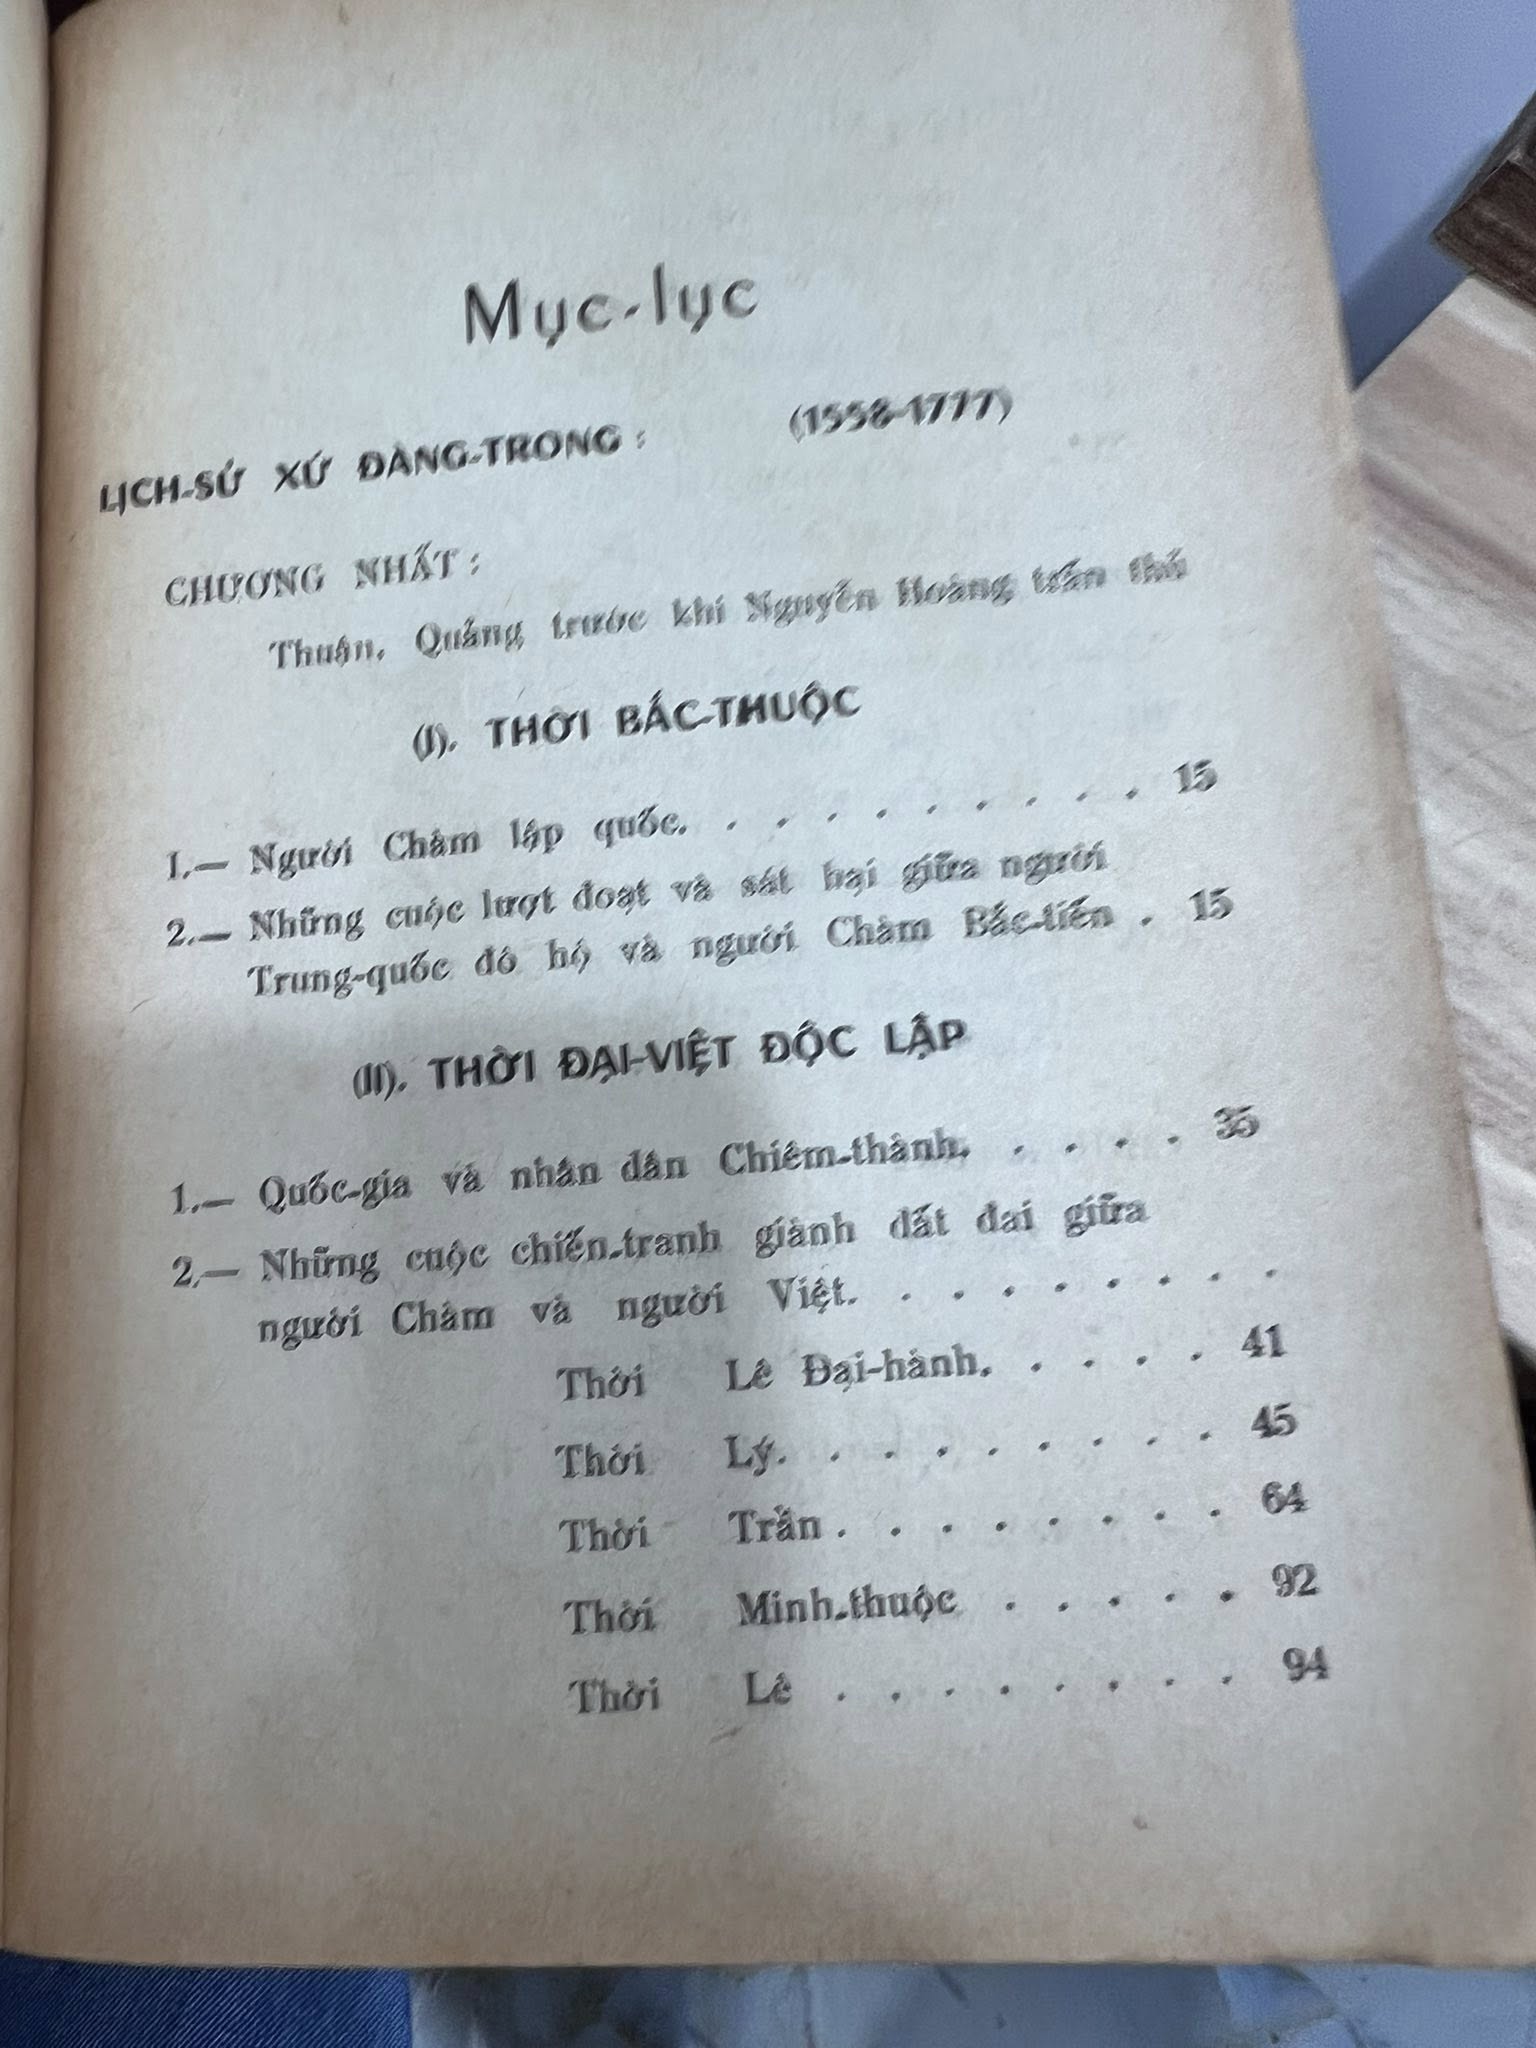 Mục-lục
LỊCH-SỬ XỨ ĐÀNG-TRONG : (1558-1777)
CHƯƠNG NHẤT :
Thuận, Quảng trước khi Nguyễn Hoàng trấn thủ
(I). THỜI BẮC-THUỘC
1.— Người Chàm lập quốc. . . . . . . . . . 15
2.— Những cuộc lượt đoạt và sát hại giữa người
Trung-quốc đô hộ và người Chàm Bắc-tiến . 15
(II). THỜI ĐẠI-VIỆT ĐỘC LẬP
1.— Quốc-gia và nhân dân Chiêm-thành. . . . . 35
2.— Những cuộc chiến-tranh giành đất đai giữa
người Chàm và người Việt. . . . . . . . .
Thời Lê Đại-hành. . . . . 41
Thời Lý. . . . . . . . . 45
Thời Trần . . . . . . . . 64
Thời Minh-thuộc . . . . . 92
Thời Lê . . . . . . . . 94